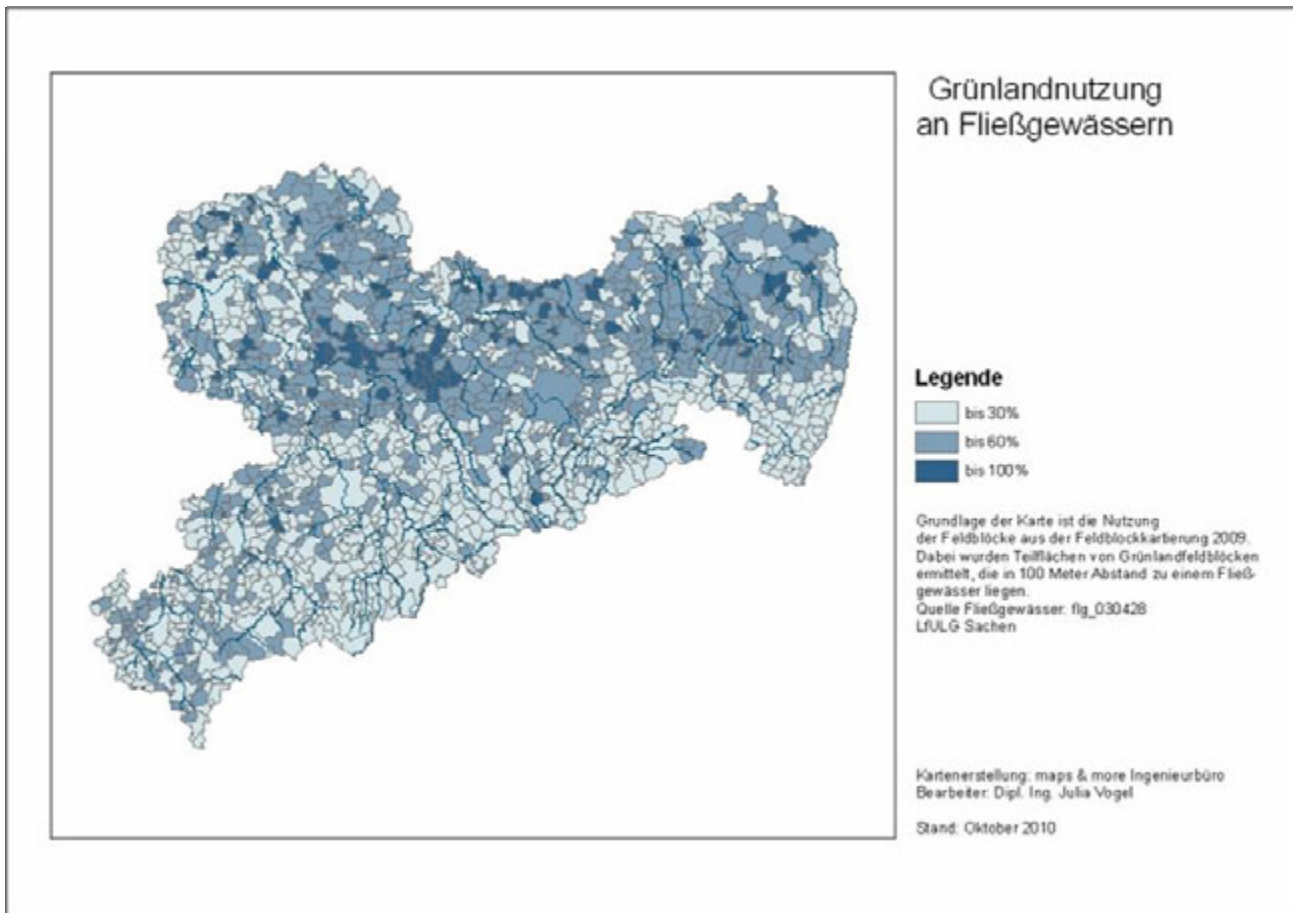 Grünlandnutzung
an Fließgewässern
Legende
bis 30%
bis 60%
bis 100%
Grundlage der Karte ist die Nutzung
der Feldblöcke aus der Feldblockkartierung 2009.
Dabei wurden Teilflächen von Grünlandfeldblöcken
ermittelt, die in 100 Meter Abstand zu einem Fließ-
gewässer liegen.
Quelle Fließgewässer: flg_030428
LfULG Sachen
Kartenerstellung: maps & more Ingenieurbüro
Bearbeiter: Dipl. Ing. Julia Vogel
Stand: Oktober 2010